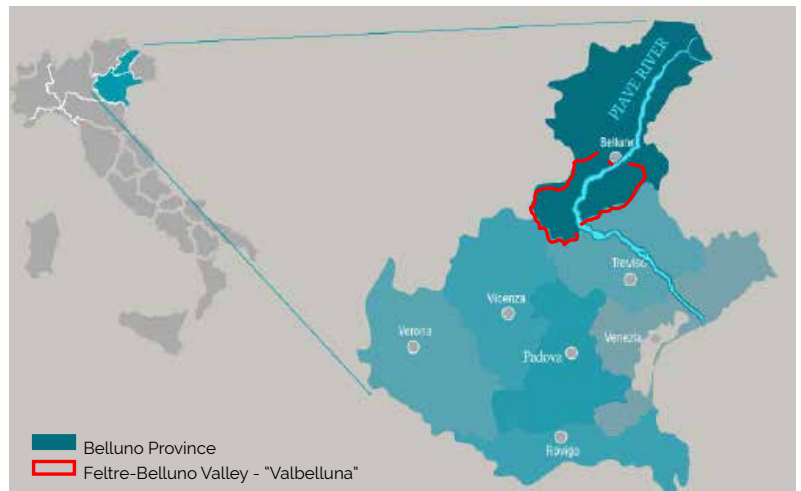 PIAVE RIVER
Belluno
Treviso
Vicenza
Verona
Venezia
Padova
Rovigo
Belluno Province
Feltre-Belluno Valley - "Valbelluna"